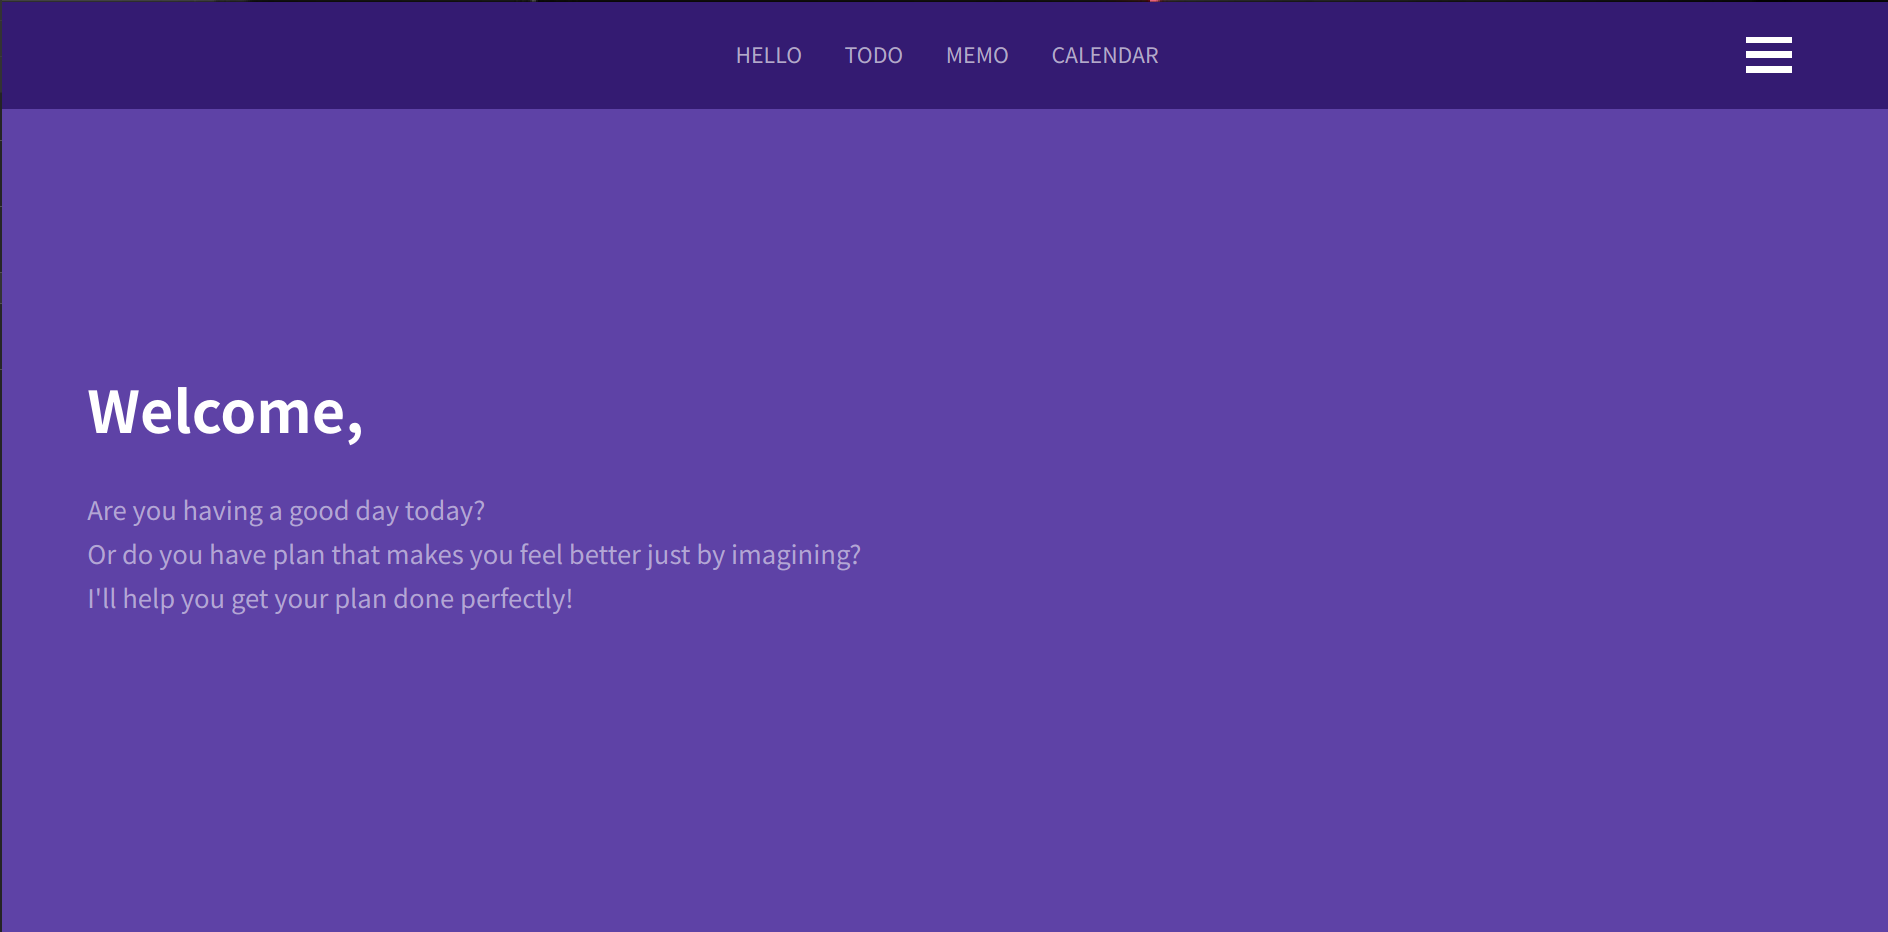 HELLO TODO MEMO CALENDAR
Welcome,
Are you having a good day today?
Or do you have plan that makes you feel better just by imagining?
I'll help you get your plan done perfectly!